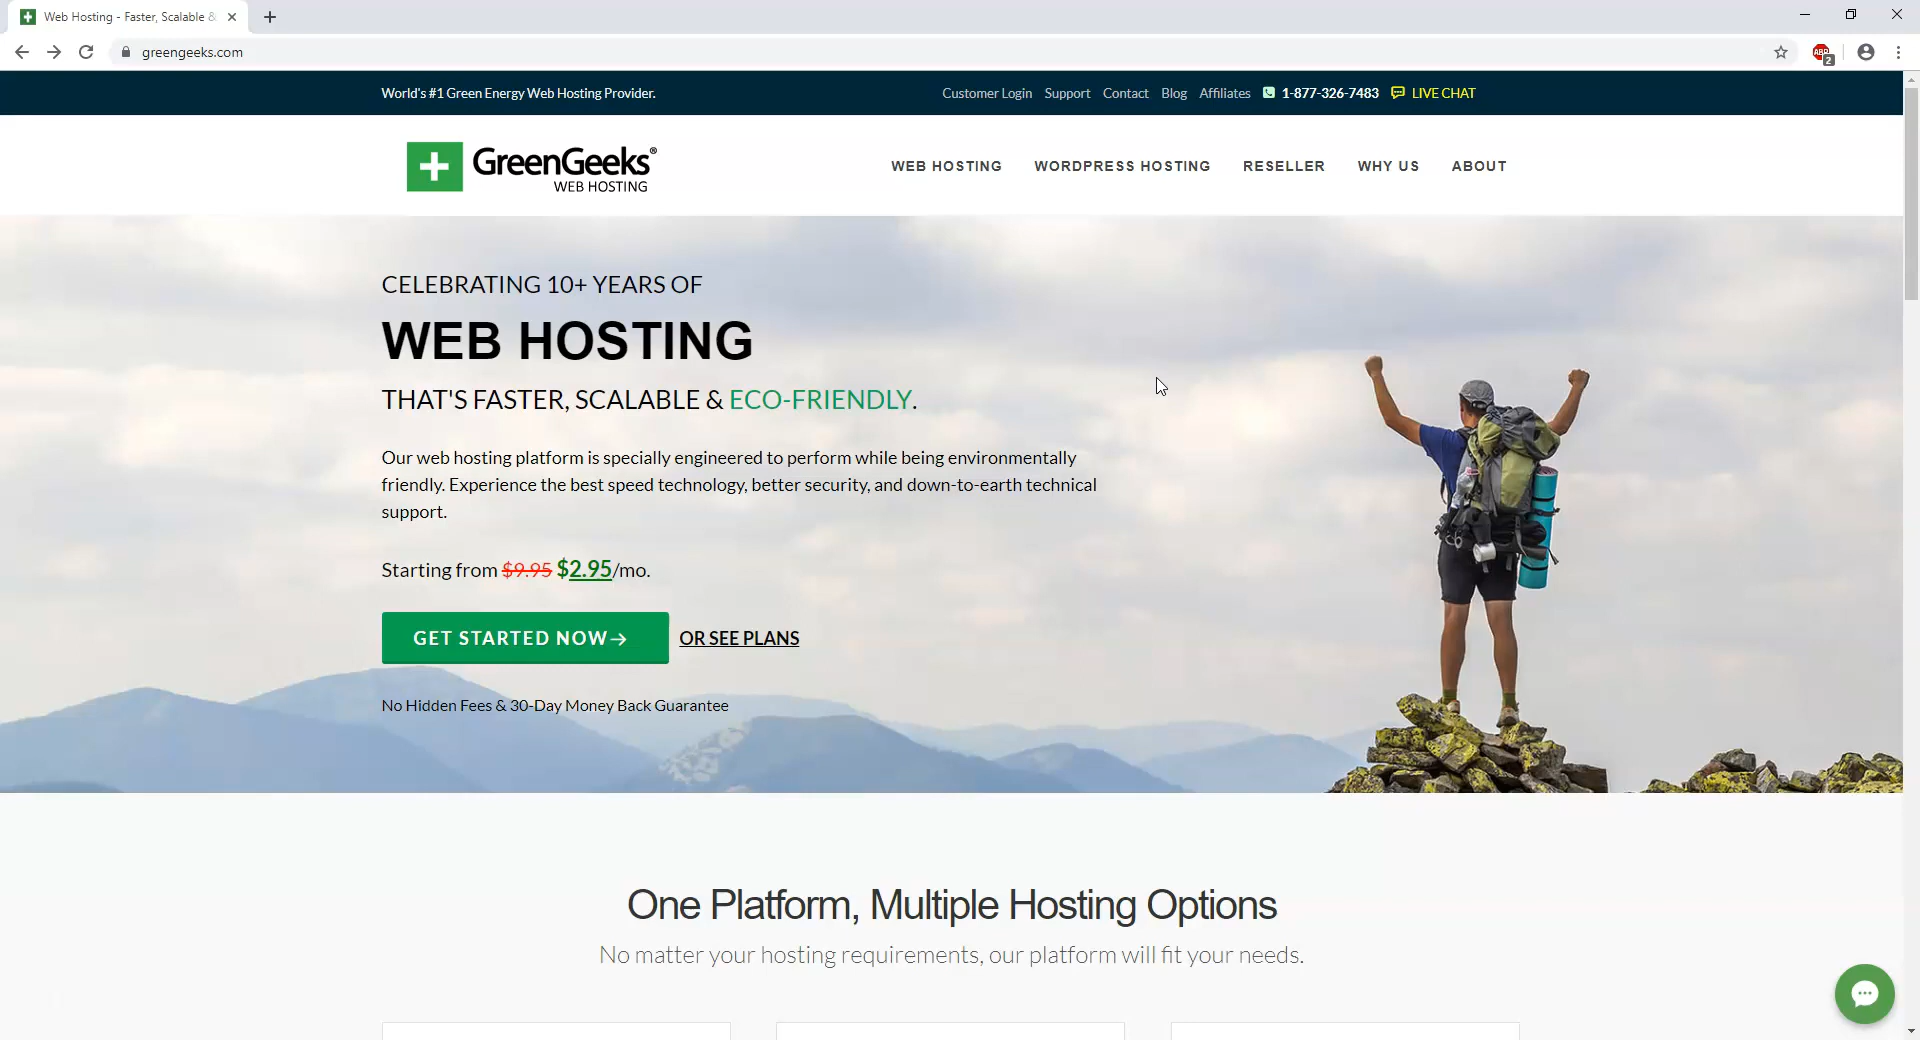 Web Hosting - Faster, Scalable &
greengeeks.com
ABP
2
World's #1 Green Energy Web Hosting Provider.
Customer Login Support Contact Blog Affiliates 1-877-326-7483 LIVE CHAT
GreenGeeks®
WEB HOSTING
WEB HOSTING WORDPRESS HOSTING RESELLER WHY US ABOUT
CELEBRATING 10+ YEARS OF
WEB HOSTING
THAT'S FASTER, SCALABLE & ECO-FRIENDLY.
Our web hosting platform is specially engineered to perform while being environmentally
friendly. Experience the best speed technology, better security, and down-to-earth technical
support.
Starting from $9.95 $2.95/mo.
GET STARTED NOW→ OR SEE PLANS
No Hidden Fees & 30-Day Money Back Guarantee
One Platform, Multiple Hosting Options
No matter your hosting requirements, our platform will fit your needs.